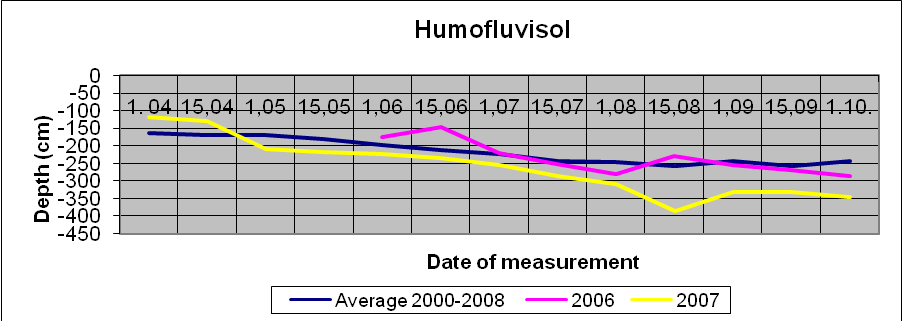 Humofluvisol
Depth (cm)
0
-50
-100
-150
-200
-250
-300
-350
-400
-450
1. 04 15,04 1,05 15,05 1,06 15,06 1,07 15,07 1,08 15,08 1,09 15,09 1.10.
Date of measurement
Average 2000-2008 2006 2007